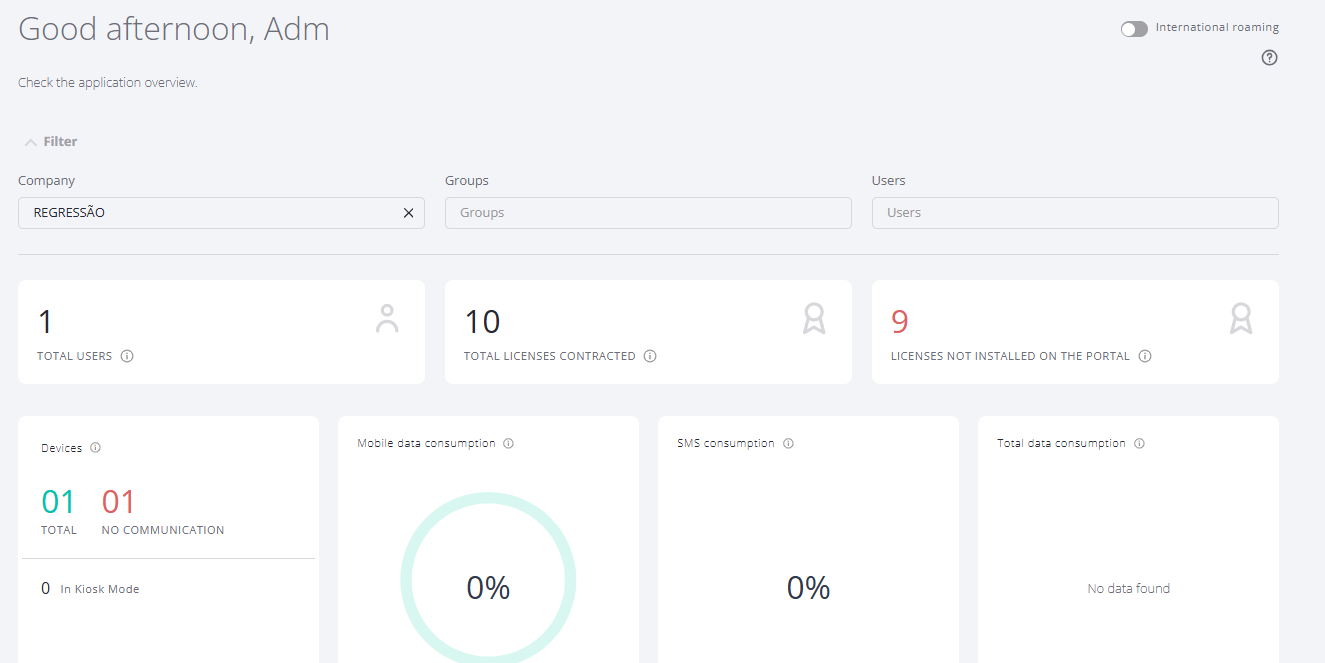 Good afternoon, Adm
International roaming
Check the application overview.
Filter
Company
Groups
Users
REGRESSÃO
Groups
Users
1
TOTAL USERS
10
TOTAL LICENSES CONTRACTED
9
LICENSES NOT INSTALLED ON THE PORTAL
Devices
01 01
TOTAL NO COMMUNICATION
0 In Kiosk Mode
Mobile data consumption
0%
SMS consumption
0%
Total data consumption
No data found